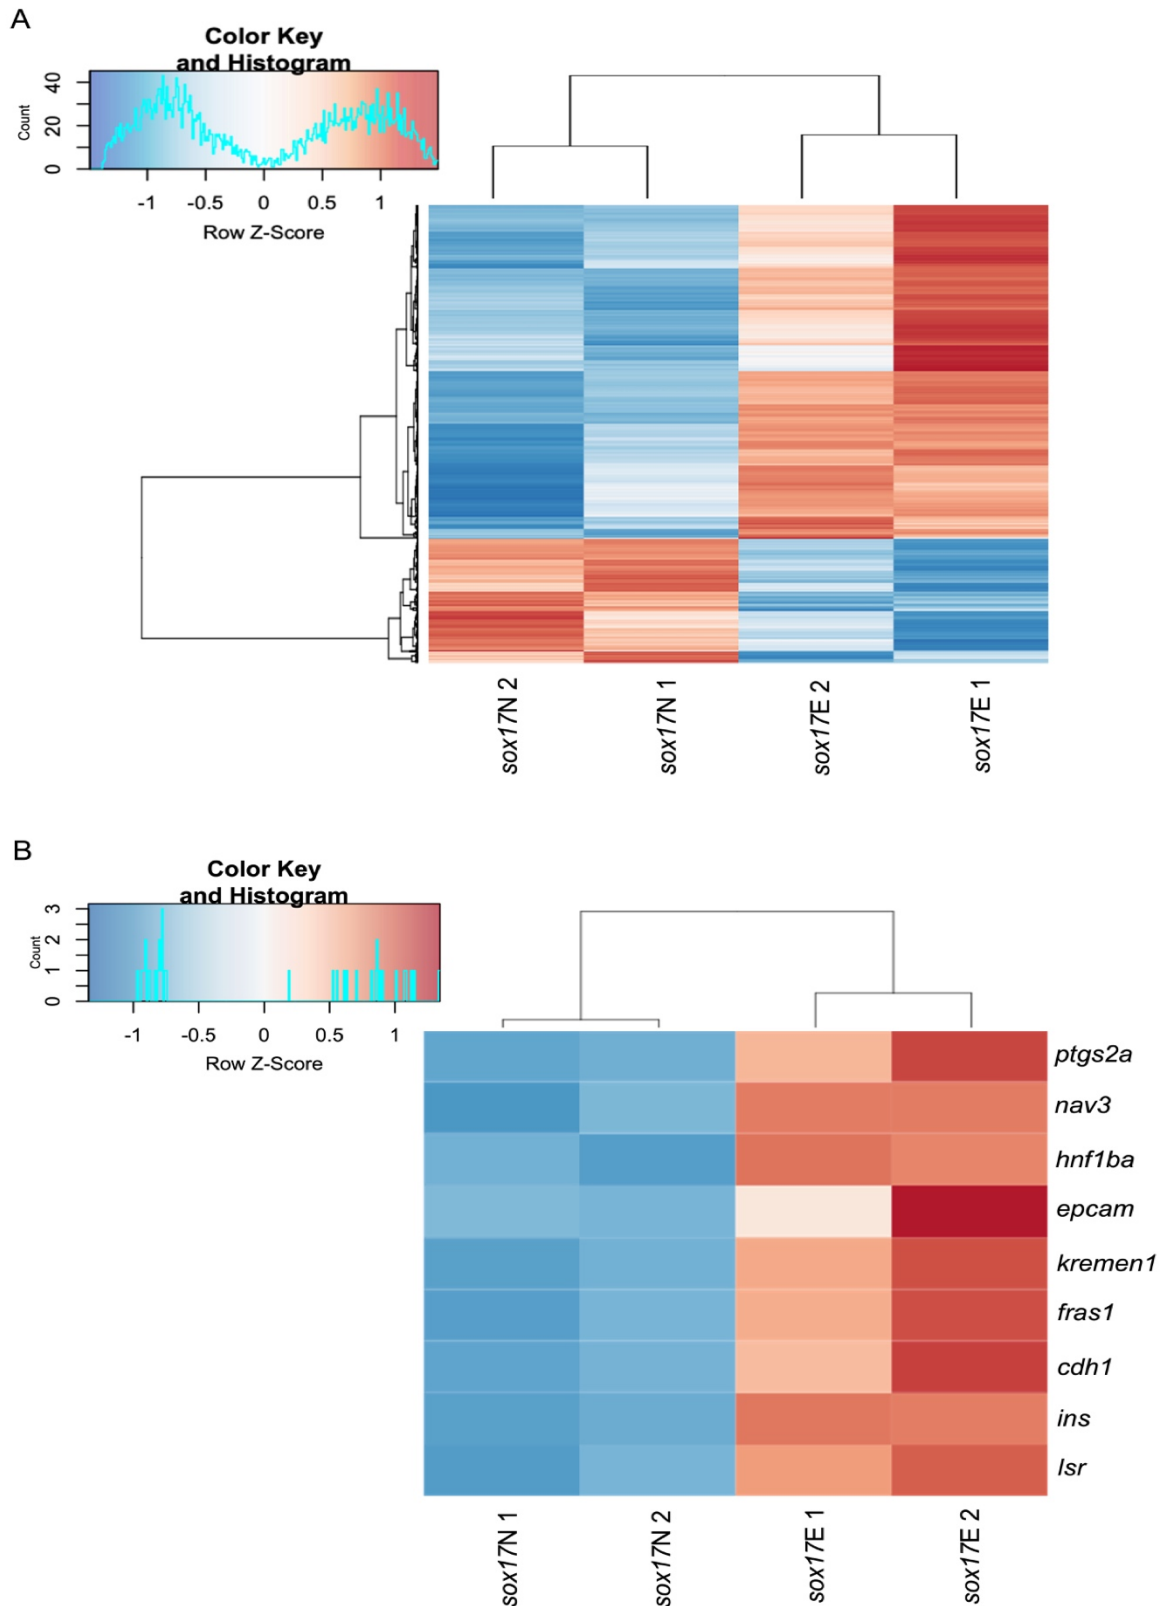 A
Color Key
and Histogram
Count
0 20 40
-1 -0.5 0 0.5 1
Row Z-Score
sox17N 2
sox17N 1
sox17E 2
sox17E 1
B
Color Key
and Histogram
Count
0 1 2 3
-1 -0.5 0 0.5 1
Row Z-Score
ptgs2a
nav3
hnf1ba
epcam
kremen1
fras1
cdh1
ins
lsr
sox17N 1
sox17N 2
sox17E 1
sox17E 2